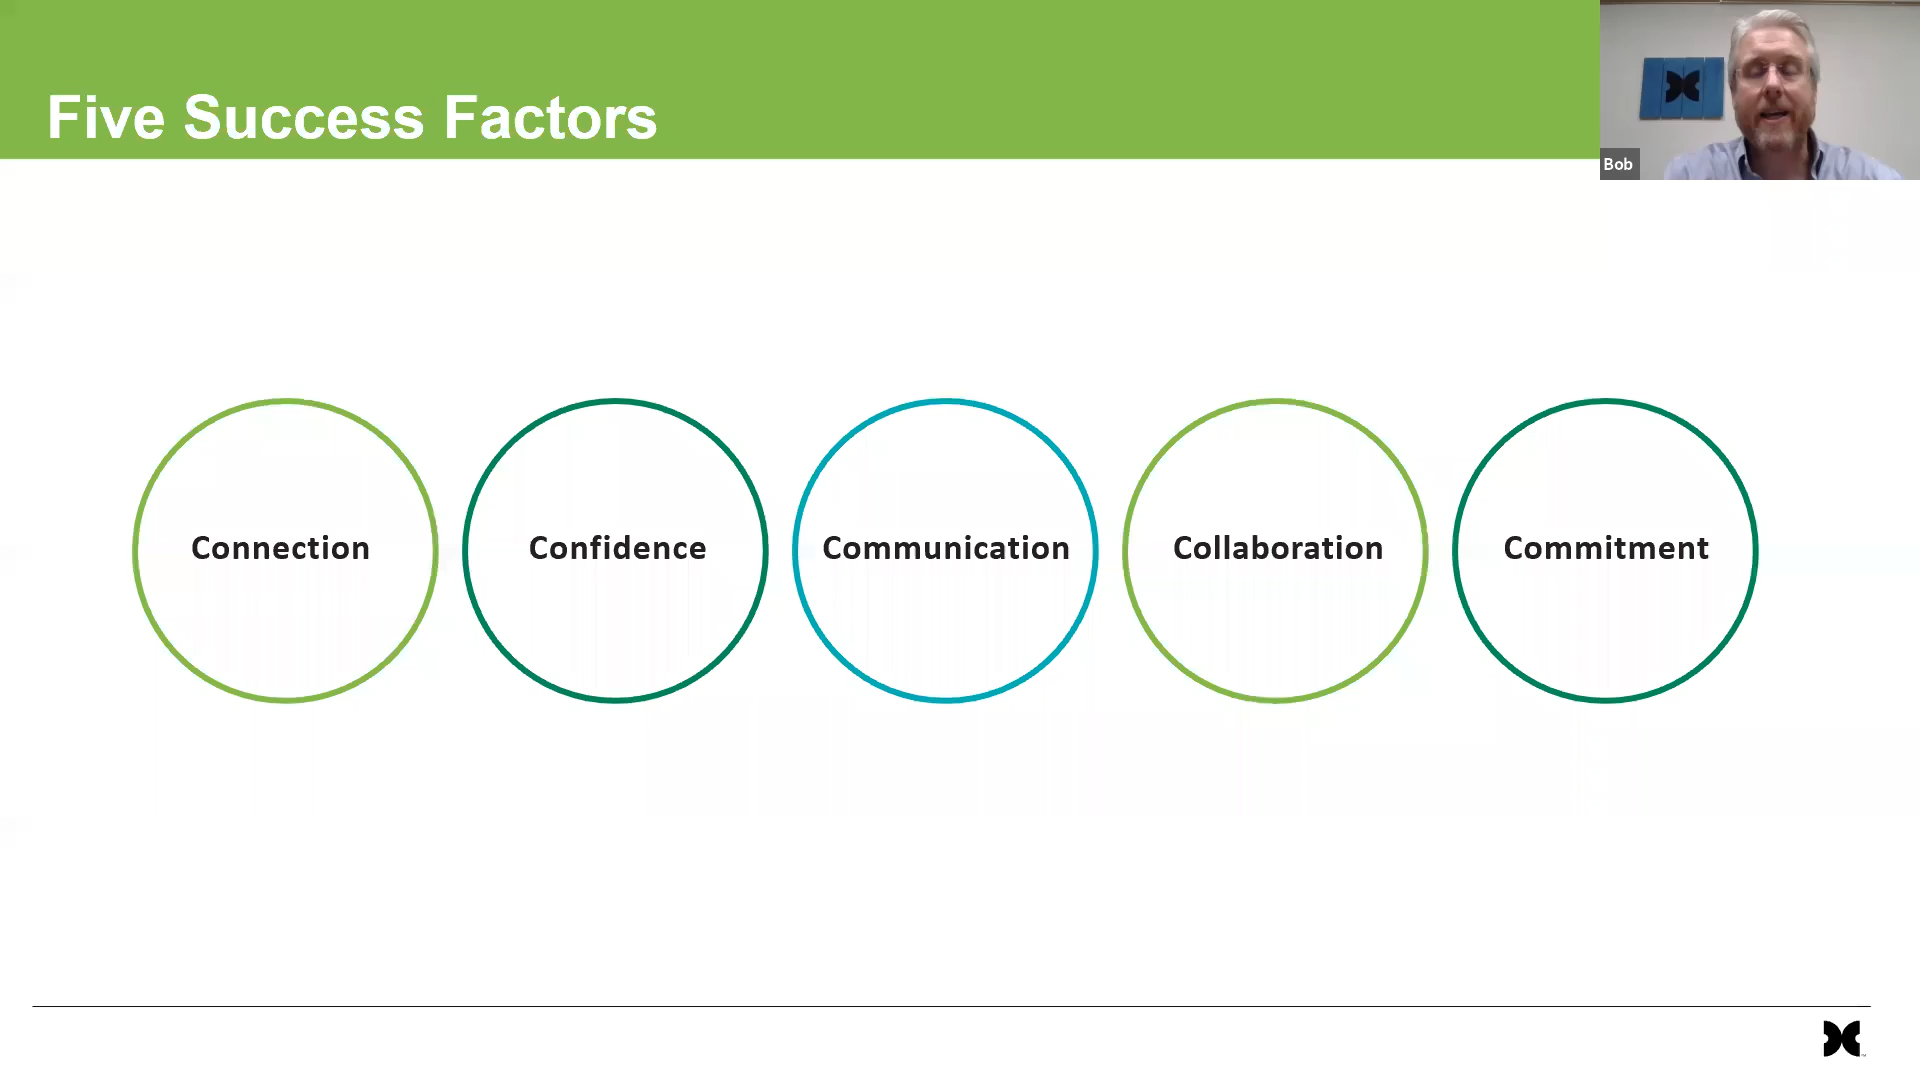 Five Success Factors
Bob
Connection
Confidence
Communication
Collaboration
Commitment